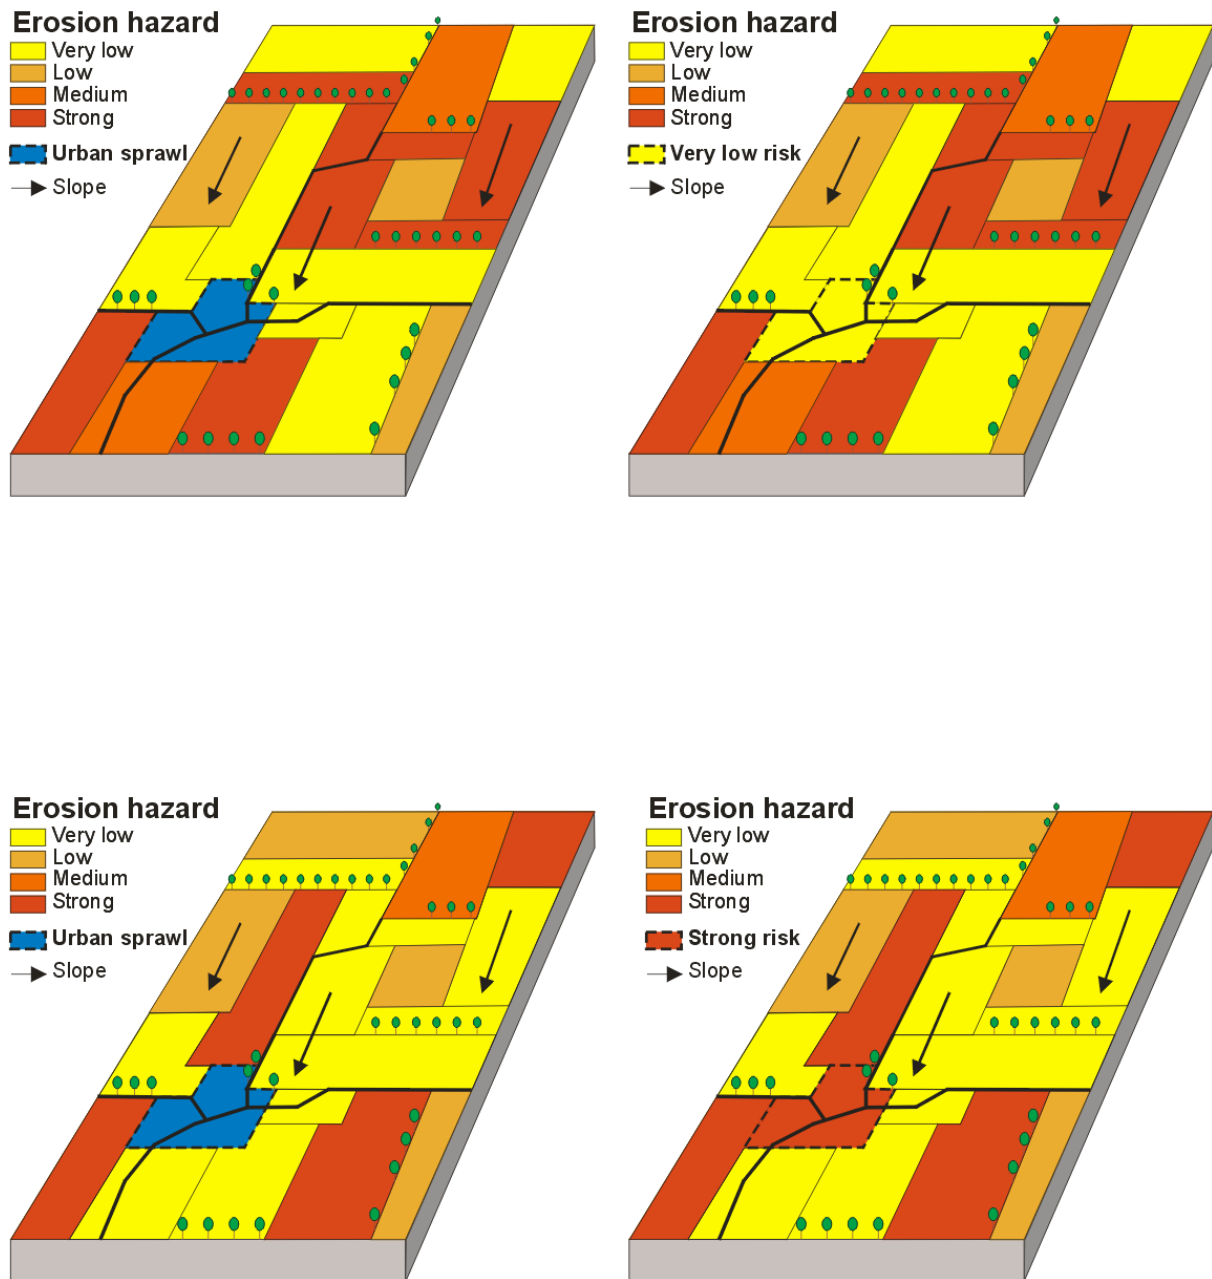 Erosion hazard
Very low
Low
Medium
Strong
Urban sprawl
Slope
Erosion hazard
Very low
Low
Medium
Strong
Very low risk
Slope
Erosion hazard
Very low
Low
Medium
Strong
Urban sprawl
Slope
Erosion hazard
Very low
Low
Medium
Strong
Strong risk
Slope